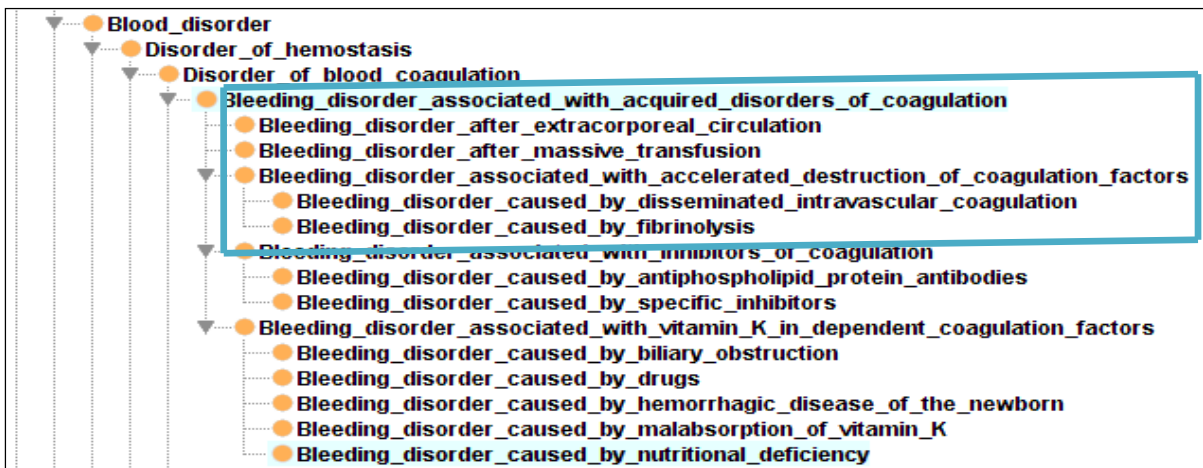 Blood_disorder
Disorder_of_hemostasis
Disorder_of_blood_coagulation
Bleeding_disorder_associated_with_acquired_disorders_of_coagulation
Bleeding_disorder_after_extracorporeal_circulation
Bleeding_disorder_after_massive_transfusion
Bleeding_disorder_associated_with_accelerated_destruction_of_coagulation_factors
Bleeding_disorder_caused_by_disseminated_intravascular_coagulation
Bleeding_disorder_caused_by_fibrinolysis
Bleeding_disorder_associated_with_inhibitors_of_coagulation
Bleeding_disorder_caused_by_antiphospholipid_protein_antibodies
Bleeding_disorder_caused_by_specific_inhibitors
Bleeding_disorder_associated_with_vitamin_K_in_dependent_coagulation_factors
Bleeding_disorder_caused_by_biliary_obstruction
Bleeding_disorder_caused_by_drugs
Bleeding_disorder_caused_by_hemorrhagic_disease_of_the_newborn
Bleeding_disorder_caused_by_malabsorption_of_vitamin_K
Bleeding_disorder_caused_by_nutritional_deficiency